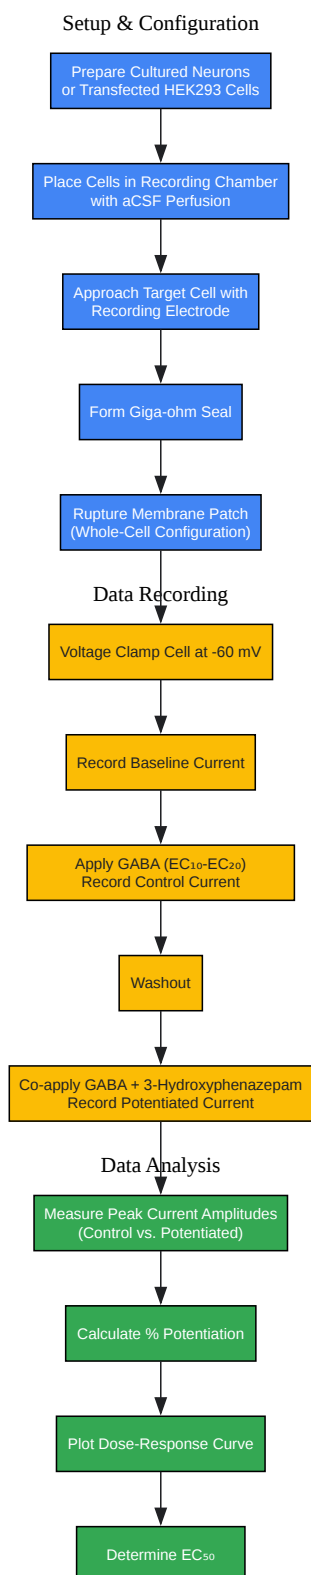 Setup & Configuration
Prepare Cultured Neurons
or Transfected HEK293 Cells
Place Cells in Recording Chamber
with aCSF Perfusion
Approach Target Cell with
Recording Electrode
Form Giga-ohm Seal
Rupture Membrane Patch
(Whole-Cell Configuration)
Data Recording
Voltage Clamp Cell at -60 mV
Record Baseline Current
Apply GABA (EC₁₀-EC₂₀)
Record Control Current
Washout
Co-apply GABA + 3-Hydroxyphenazepam
Record Potentiated Current
Data Analysis
Measure Peak Current Amplitudes
(Control vs. Potentiated)
Calculate % Potentiation
Plot Dose-Response Curve
Determine EC₅₀